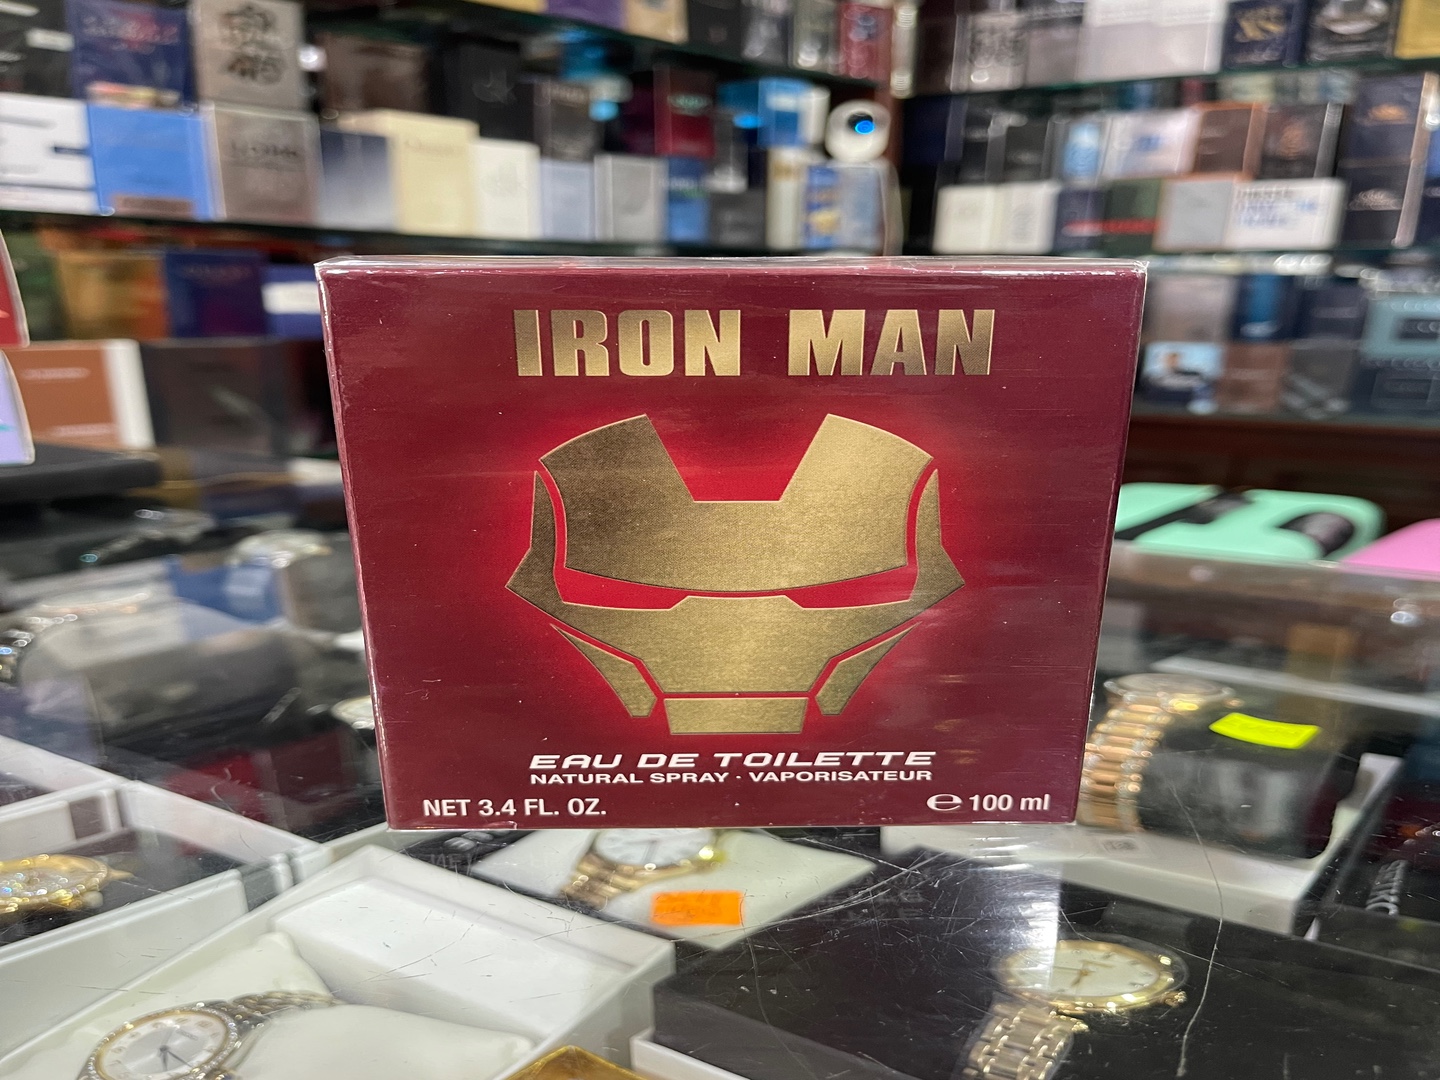 IRON MAN
EAU DE TOILETTE
NATURAL SPRAY · VAPORISATEUR
NET 3.4 FL. OZ.
℮ 100 ml